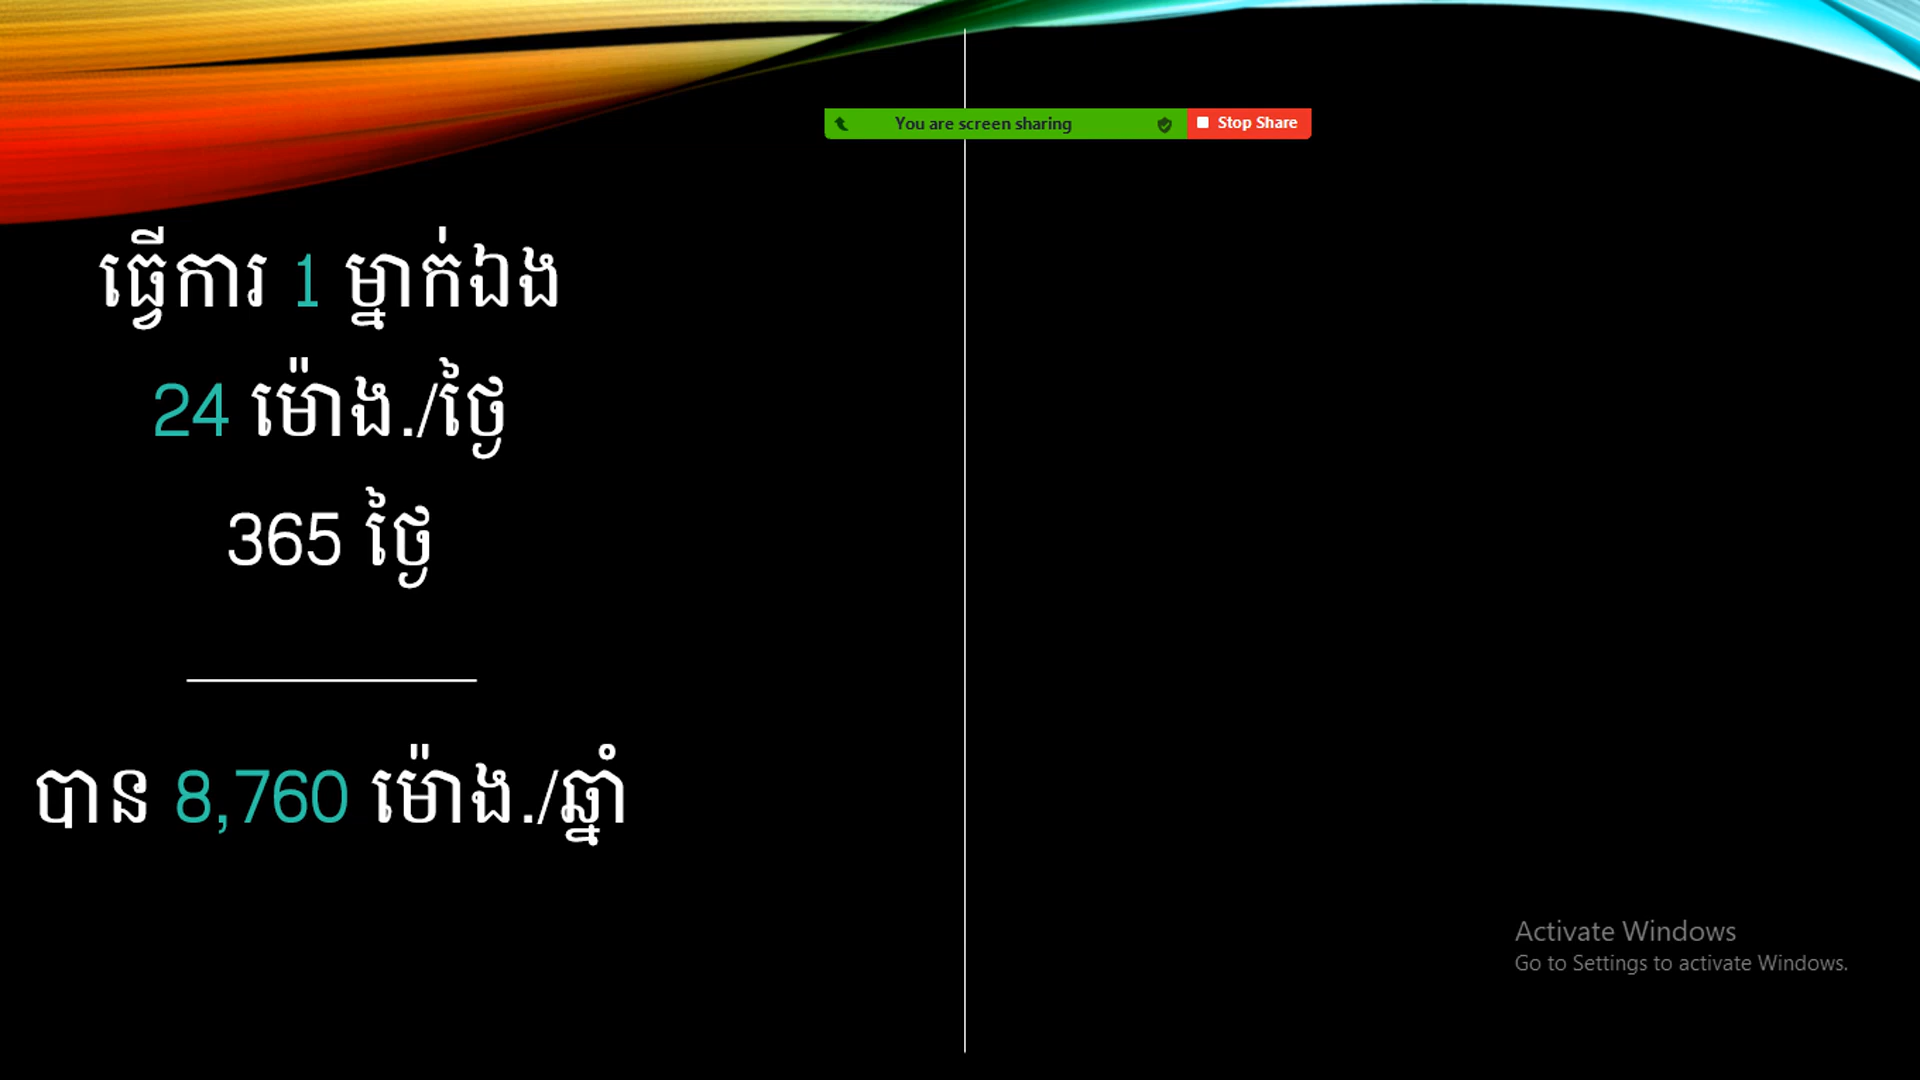 You are screen sharing
Stop Share
ធ្វើការ 1 ម្នាក់ឯង
24 ម៉ោង./ថ្ងៃ
365 ថ្ងៃ
បាន 8,760 ម៉ោង./ឆ្នាំ
Activate Windows
Go to Settings to activate Windows.